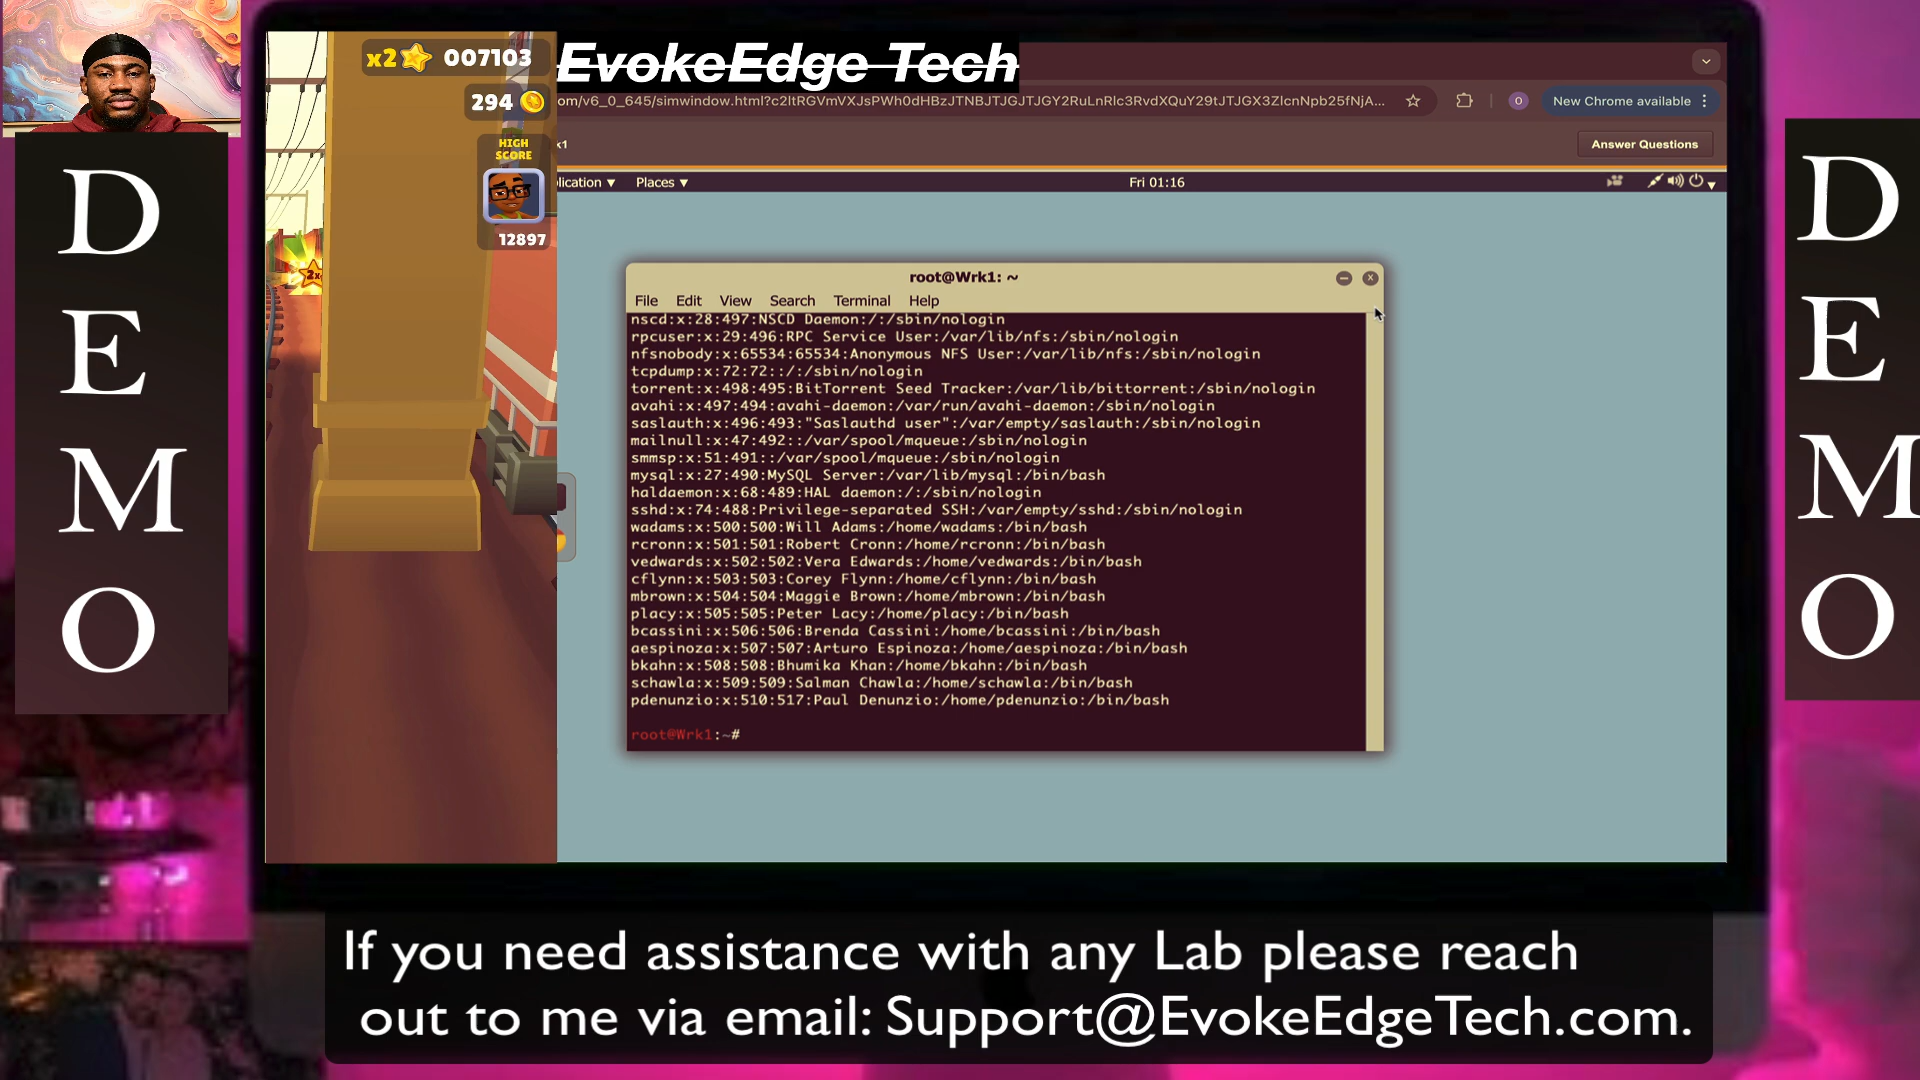 D
E
M
O
x2 007103
294
HIGH
SCORE
12897
EvokeEdge Tech
om/v6_0_645/simwindow.html?c2ltRGVmVXJsPWh0dHBzJTNBJTJGJTJGY2RuLnRlc3RvdXQuY29tJTJGX3ZlcnNpb25fNjA...
O
New Chrome available
k1
Answer Questions
lication ▾ Places ▾
Fri 01:16
root@Wrk1: ~
File Edit View Search Terminal Help
nscd:x:28:497:NSCD Daemon:/:/sbin/nologin
rpcuser:x:29:496:RPC Service User:/var/lib/nfs:/sbin/nologin
nfsnobody:x:65534:65534:Anonymous NFS User:/var/lib/nfs:/sbin/nologin
tcpdump:x:72:72::/:/sbin/nologin
torrent:x:498:495:BitTorrent Seed Tracker:/var/lib/bittorrent:/sbin/nologin
avahi:x:497:494:avahi-daemon:/var/run/avahi-daemon:/sbin/nologin
saslauth:x:496:493:"Saslauthd user":/var/empty/saslauth:/sbin/nologin
mailnull:x:47:492::/var/spool/mqueue:/sbin/nologin
smmsp:x:51:491::/var/spool/mqueue:/sbin/nologin
mysql:x:27:490:MySQL Server:/var/lib/mysql:/bin/bash
haldaemon:x:68:489:HAL daemon:/:/sbin/nologin
sshd:x:74:488:Privilege-separated SSH:/var/empty/sshd:/sbin/nologin
wadams:x:500:500:Will Adams:/home/wadams:/bin/bash
rcronn:x:501:501:Robert Cronn:/home/rcronn:/bin/bash
vedwards:x:502:502:Vera Edwards:/home/vedwards:/bin/bash
cflynn:x:503:503:Corey Flynn:/home/cflynn:/bin/bash
mbrown:x:504:504:Maggie Brown:/home/mbrown:/bin/bash
placy:x:505:505:Peter Lacy:/home/placy:/bin/bash
bcassini:x:506:506:Brenda Cassini:/home/bcassini:/bin/bash
aespinoza:x:507:507:Arturo Espinoza:/home/aespinoza:/bin/bash
bkahn:x:508:508:Bhumika Khan:/home/bkahn:/bin/bash
schawla:x:509:509:Salman Chawla:/home/schawla:/bin/bash
pdenunzio:x:510:517:Paul Denunzio:/home/pdenunzio:/bin/bash
root@Wrk1:~#
D
E
M
O
If you need assistance with any Lab please reach
out to me via email: Support@EvokeEdgeTech.com.